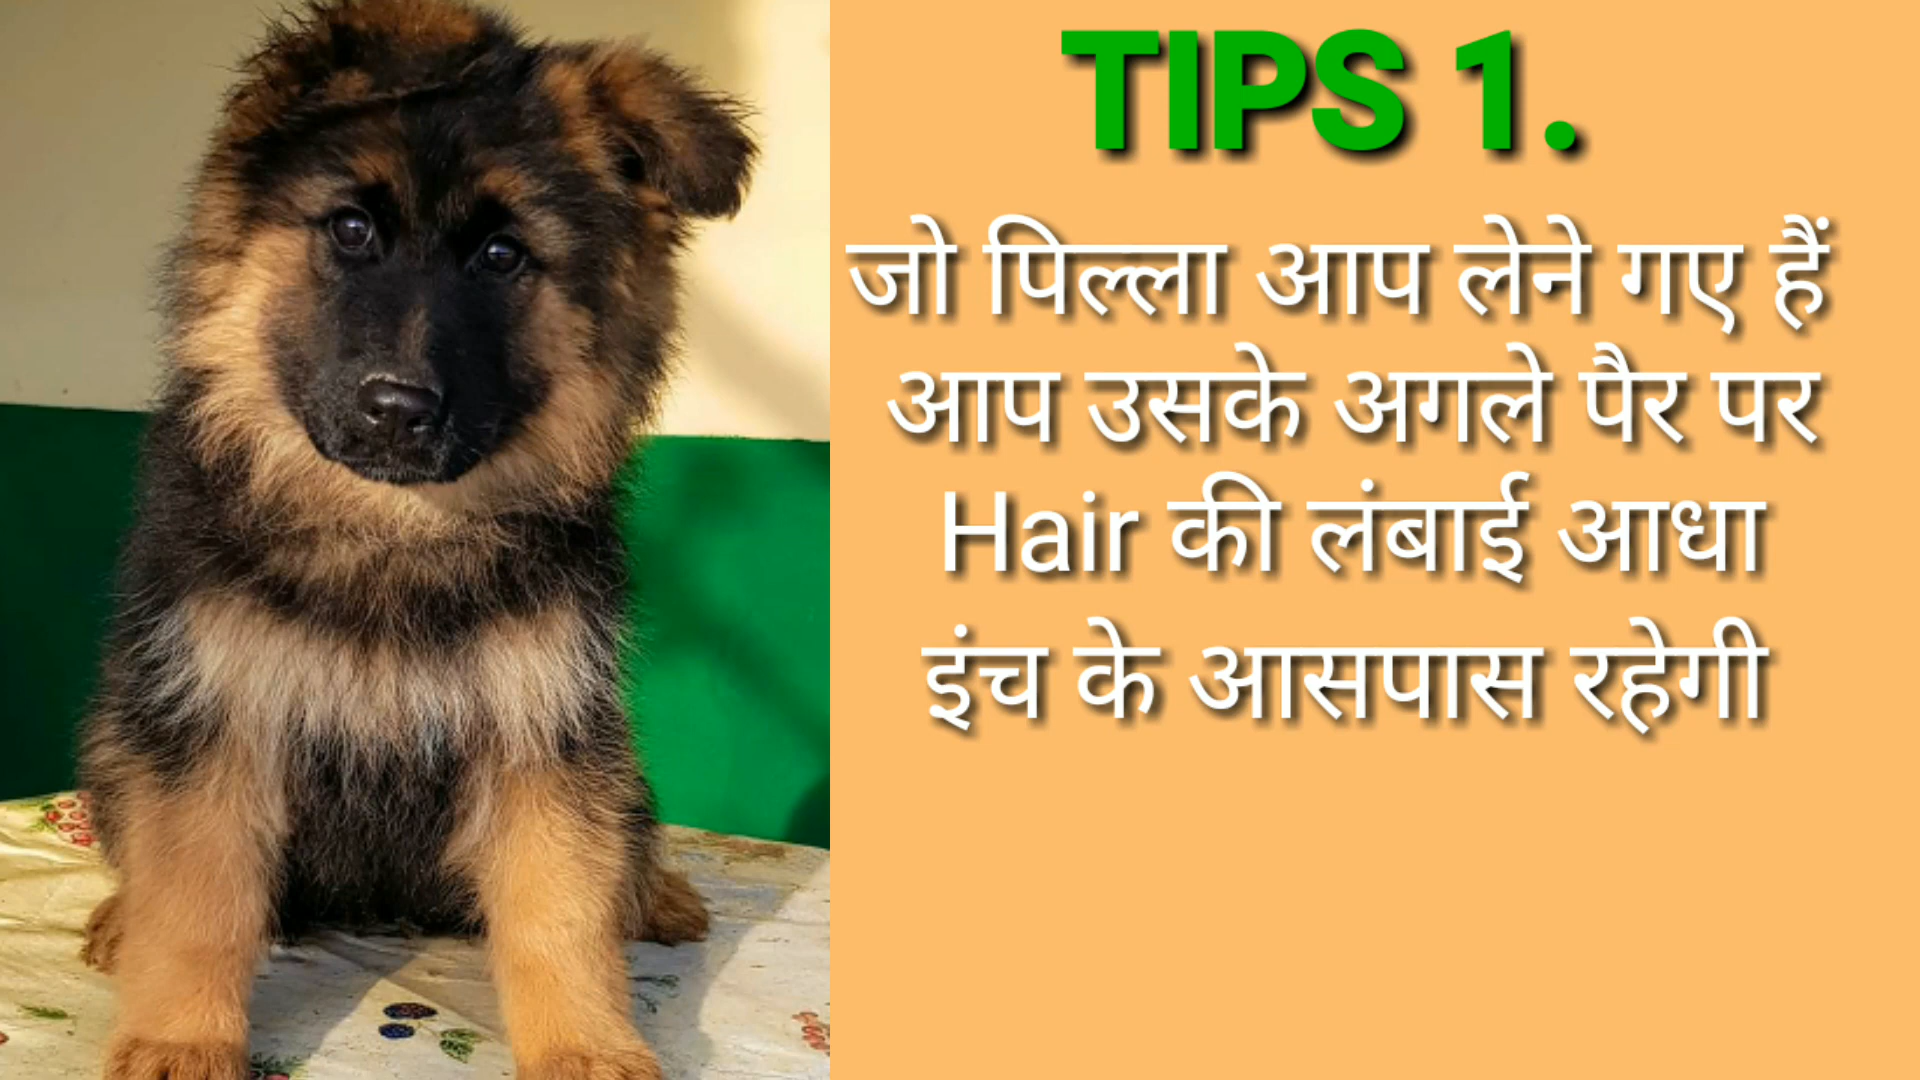 TIPS 1.
जो पिल्ला आप लेने गए हैं
आप उसके अगले पैर पर
Hair की लंबाई आधा
इंच के आसपास रहेगी